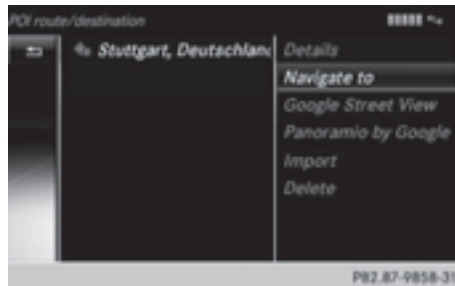 POI route/destination
Stuttgart, Deutschland
Details
Navigate to
Google Street View
Panoramio by Google
Import
Delete
P82.87-9858-31